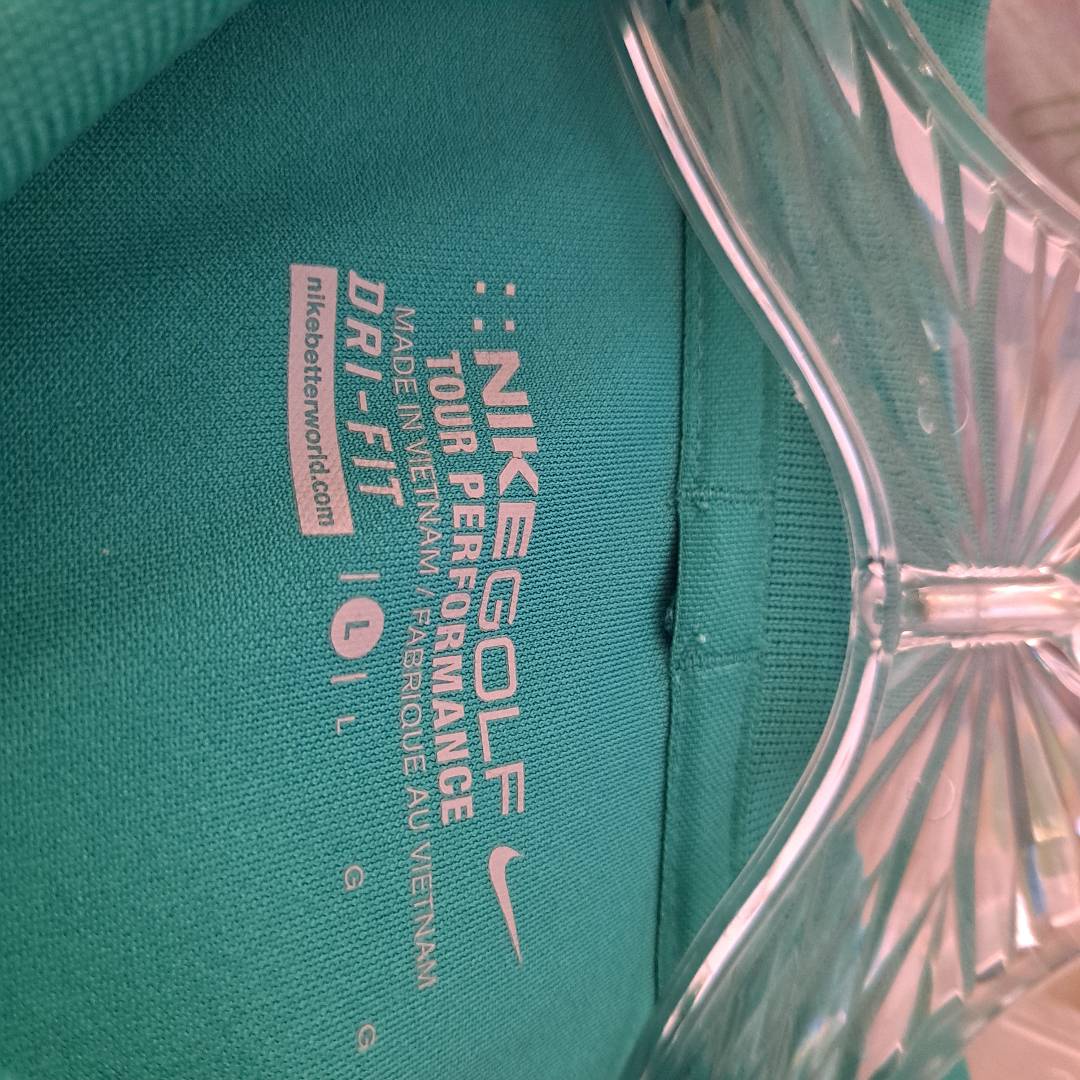 NIKEGOLF
TOUR PERFORMANCE
MADE IN VIETNAM / FABRIQUE AU VIETNAM
DRI-FIT | L | L G G
nikebetterworld.com